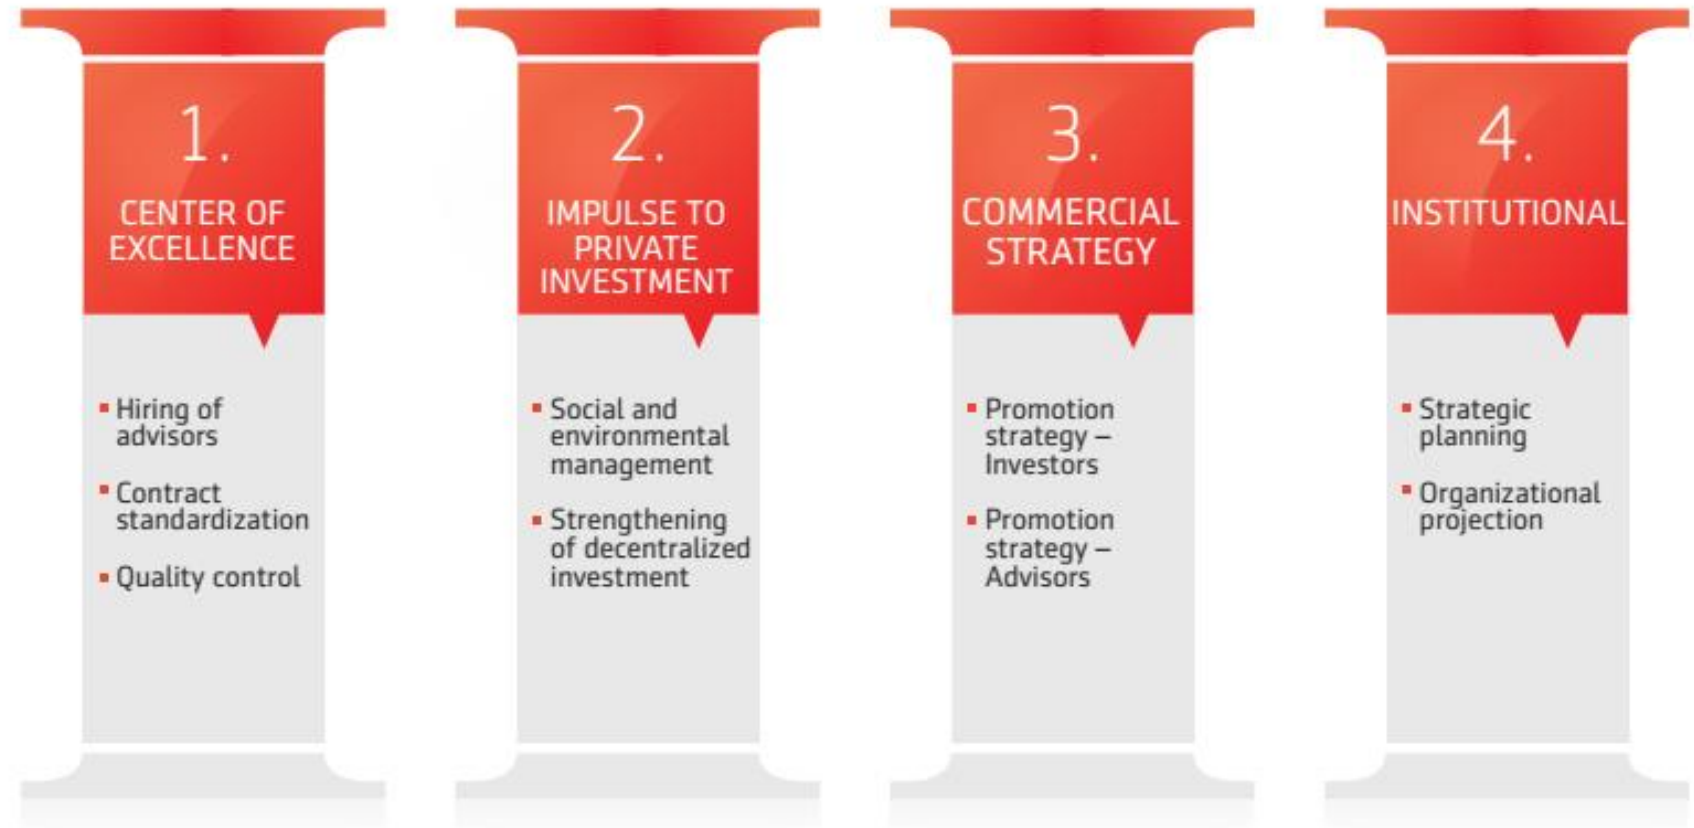 1.
CENTER OF
EXCELLENCE
Hiring of
advisors
Contract
standardization
Quality control
2.
IMPULSE TO
PRIVATE
INVESTMENT
Social and
environmental
management
Strengthening
of decentralized
investment
3.
COMMERCIAL
STRATEGY
Promotion
strategy –
Investors
Promotion
strategy –
Advisors
4.
INSTITUTIONAL
Strategic
planning
Organizational
projection